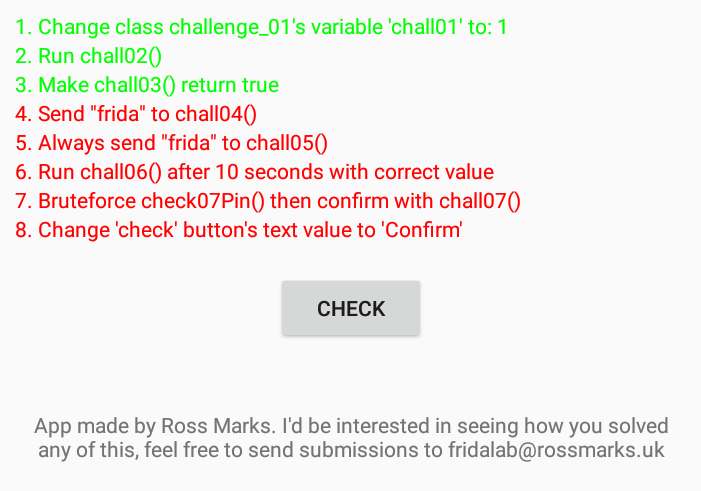 1. Change class challenge_01's variable 'chall01' to: 1
2. Run chall02()
3. Make chall03() return true
4. Send "frida" to chall04()
5. Always send "frida" to chall05()
6. Run chall06() after 10 seconds with correct value
7. Bruteforce check07Pin() then confirm with chall07()
8. Change 'check' button's text value to 'Confirm'
CHECK
App made by Ross Marks. I'd be interested in seeing how you solved
any of this, feel free to send submissions to fridalab@rossmarks.uk